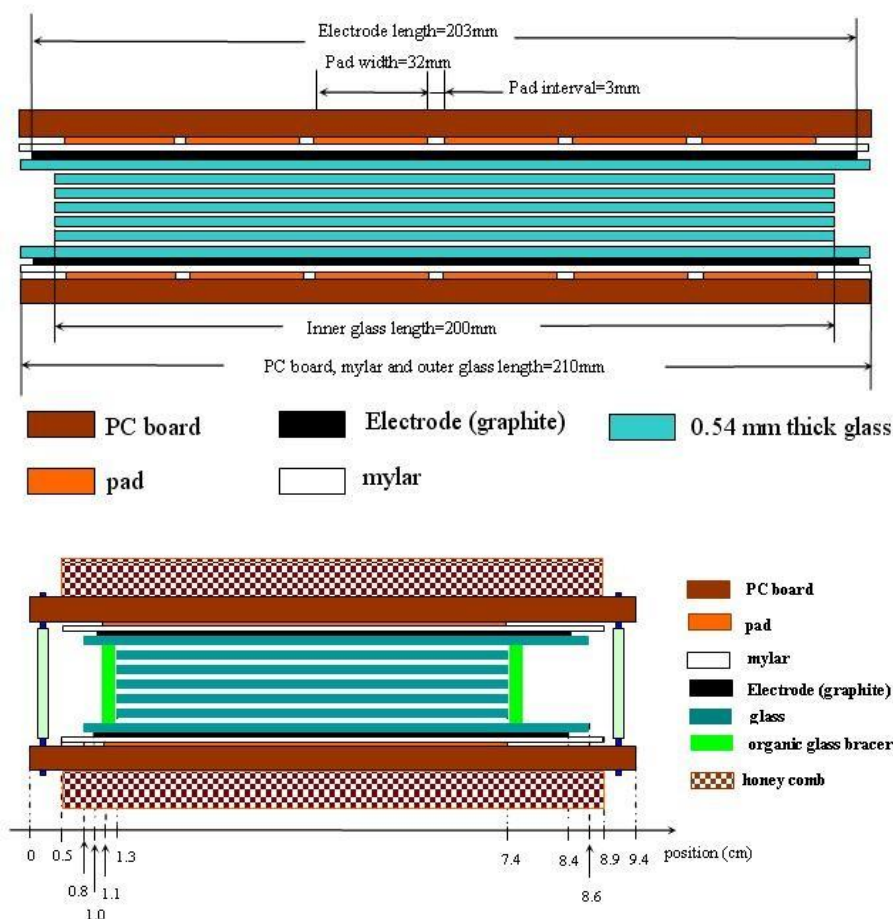 Electrode length=203mm
Pad width=32mm
Pad interval=3mm
Inner glass length=200mm
PC board, mylar and outer glass length=210mm
PC board
Electrode (graphite)
0.54 mm thick glass
pad
mylar
PC board
pad
mylar
Electrode (graphite)
glass
organic glass bracer
honey comb
position (cm)
0
0.5
1.3
7.4
8.4
8.9
9.4
0.8
1.1
8.6
1.0